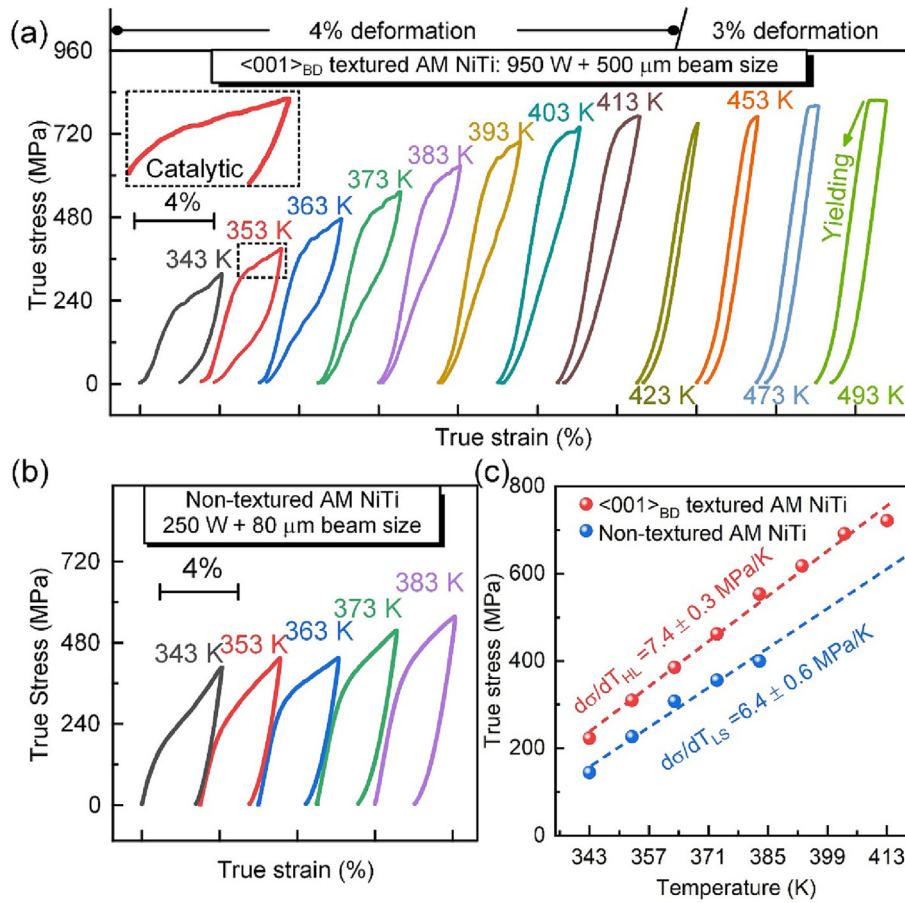 (a)
4% deformation
3% deformation
<001>BD textured AM NiTi: 950 W + 500 μm beam size
960
720
480
240
0
True stress (MPa)
Catalytic
4%
343 K
353 K
363 K
373 K
383 K
393 K
403 K
413 K
423 K
453 K
473 K
493 K
Yielding
True strain (%)
(b)
Non-textured AM NiTi
250 W + 80 μm beam size
720
480
240
0
True Stress (MPa)
4%
343 K
353 K
363 K
373 K
383 K
True strain (%)
(c)
800
600
400
200
0
True stress (MPa)
<001>BD textured AM NiTi
Non-textured AM NiTi
dσ/dTHL =7.4 ± 0.3 MPa/K
dσ/dTLS =6.4 ± 0.6 MPa/K
343 357 371 385 399 413
Temperature (K)